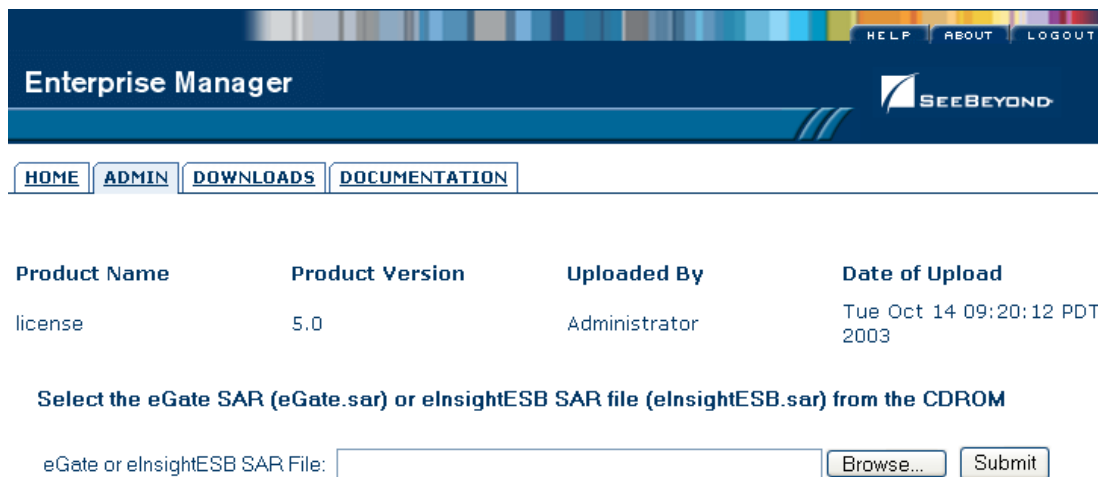 HELP ABOUT LOGOUT
Enterprise Manager
SEEBEYOND
HOME ADMIN DOWNLOADS DOCUMENTATION
Product Name Product Version Uploaded By Date of Upload
license 5.0 Administrator Tue Oct 14 09:20:12 PDT
2003
Select the eGate SAR (eGate.sar) or eInsightESB SAR file (eInsightESB.sar) from the CDROM
eGate or eInsightESB SAR File: Browse... Submit